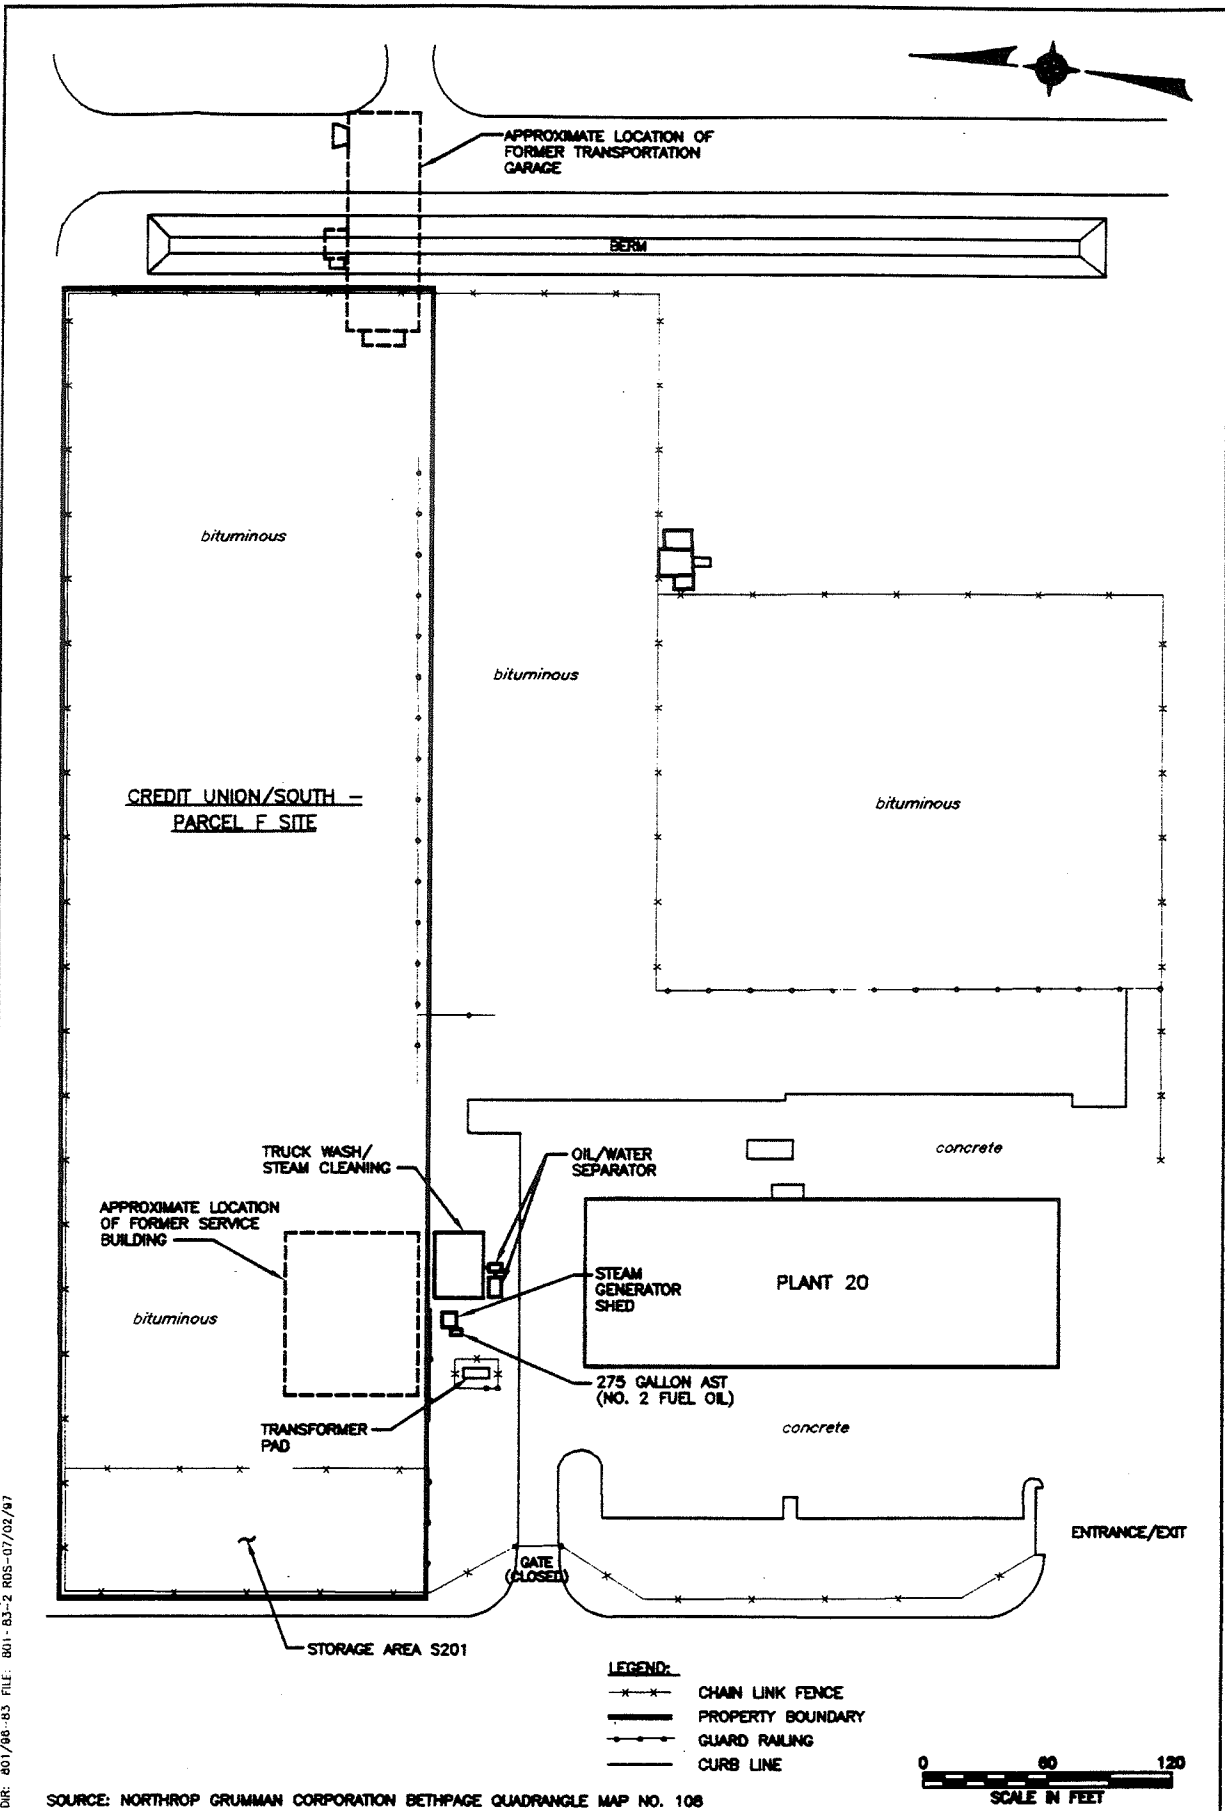 APPROXIMATE LOCATION OF
FORMER TRANSPORTATION
GARAGE
BERM
bituminous
bituminous
CREDIT UNION/SOUTH –
PARCEL F SITE
bituminous
TRUCK WASH/
STEAM CLEANING
OIL/WATER
SEPARATOR
concrete
APPROXIMATE LOCATION
OF FORMER SERVICE
BUILDING
STEAM
GENERATOR
SHED
PLANT 20
bituminous
275 GALLON AST
(NO. 2 FUEL OIL)
TRANSFORMER
PAD
concrete
ENTRANCE/EXIT
GATE
(CLOSED)
STORAGE AREA S201
LEGEND:
CHAIN LINK FENCE
PROPERTY BOUNDARY
GUARD RAILING
CURB LINE
0 60 120
SCALE IN FEET
SOURCE: NORTHROP GRUMMAN CORPORATION BETHPAGE QUADRANGLE MAP NO. 108
DIR: 801/98-83 FILE: 801-83-2 RDS-07/02/97